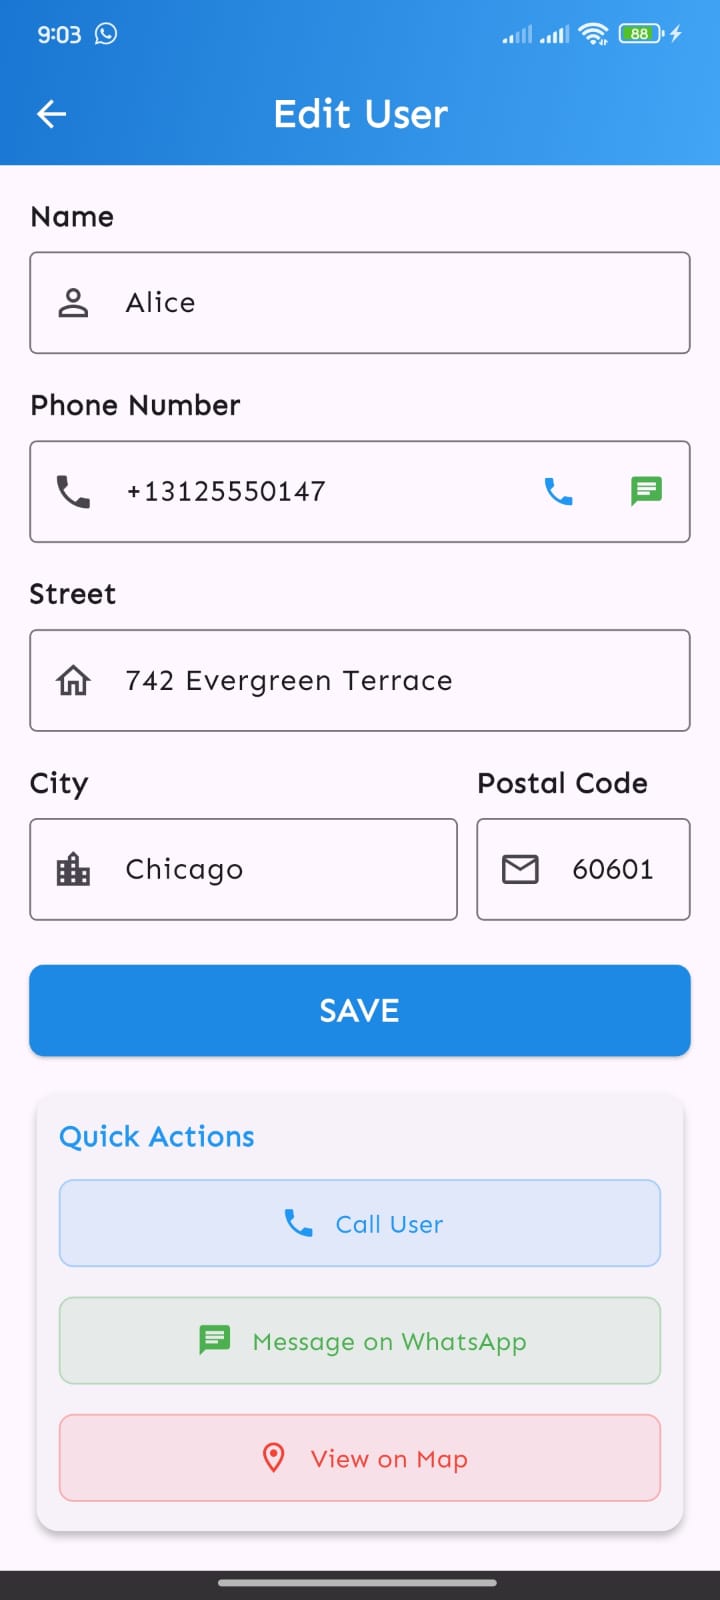 9:03
88
Edit User
Name
Alice
Phone Number
+13125550147
Street
742 Evergreen Terrace
City
Postal Code
Chicago
60601
SAVE
Quick Actions
Call User
Message on WhatsApp
View on Map